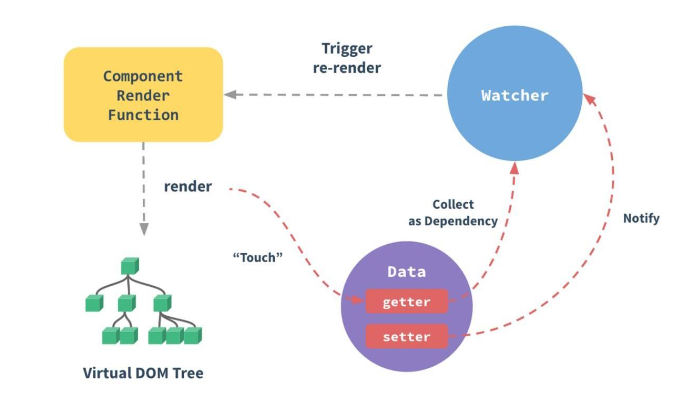 Trigger
re-render
Component
Render
Function
Watcher
render
Collect
as Dependency
Notify
“Touch”
Data
getter
setter
Virtual DOM Tree